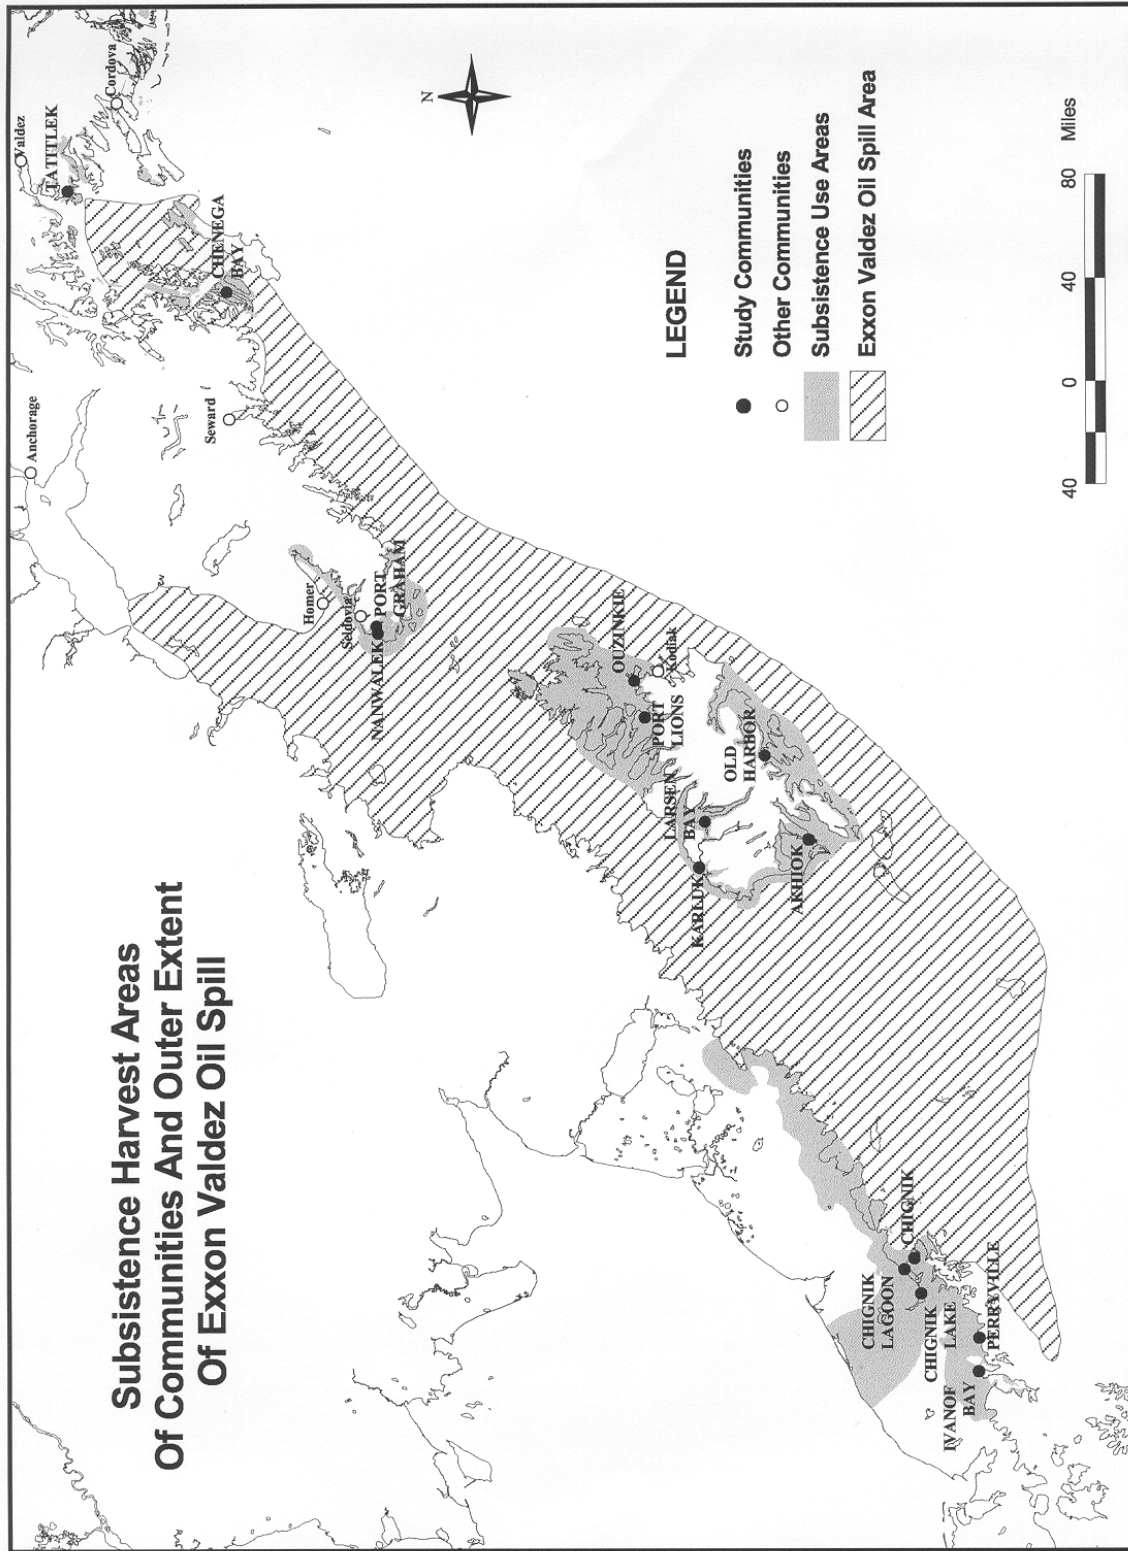 Subsistence Harvest Areas
Of Communities And Outer Extent
Of Exxon Valdez Oil Spill
Anchorage
Valdez
TATITLEK
Cordova
Seward
CHENEGA
BAY
N
Homer
Seldovia
NANWALEK
PORT
GRAHAM
OUZINKIE
Kodiak
PORT
LIONS
LARSEN
BAY
KARLUK
OLD
HARBOR
AKHIOK
CHIGNIK
CHIGNIK
LAGOON
CHIGNIK
LAKE
PERRYVILLE
IVANOF
BAY
LEGEND
Study Communities
Other Communities
Subsistence Use Areas
Exxon Valdez Oil Spill Area
40 0 40 80 Miles